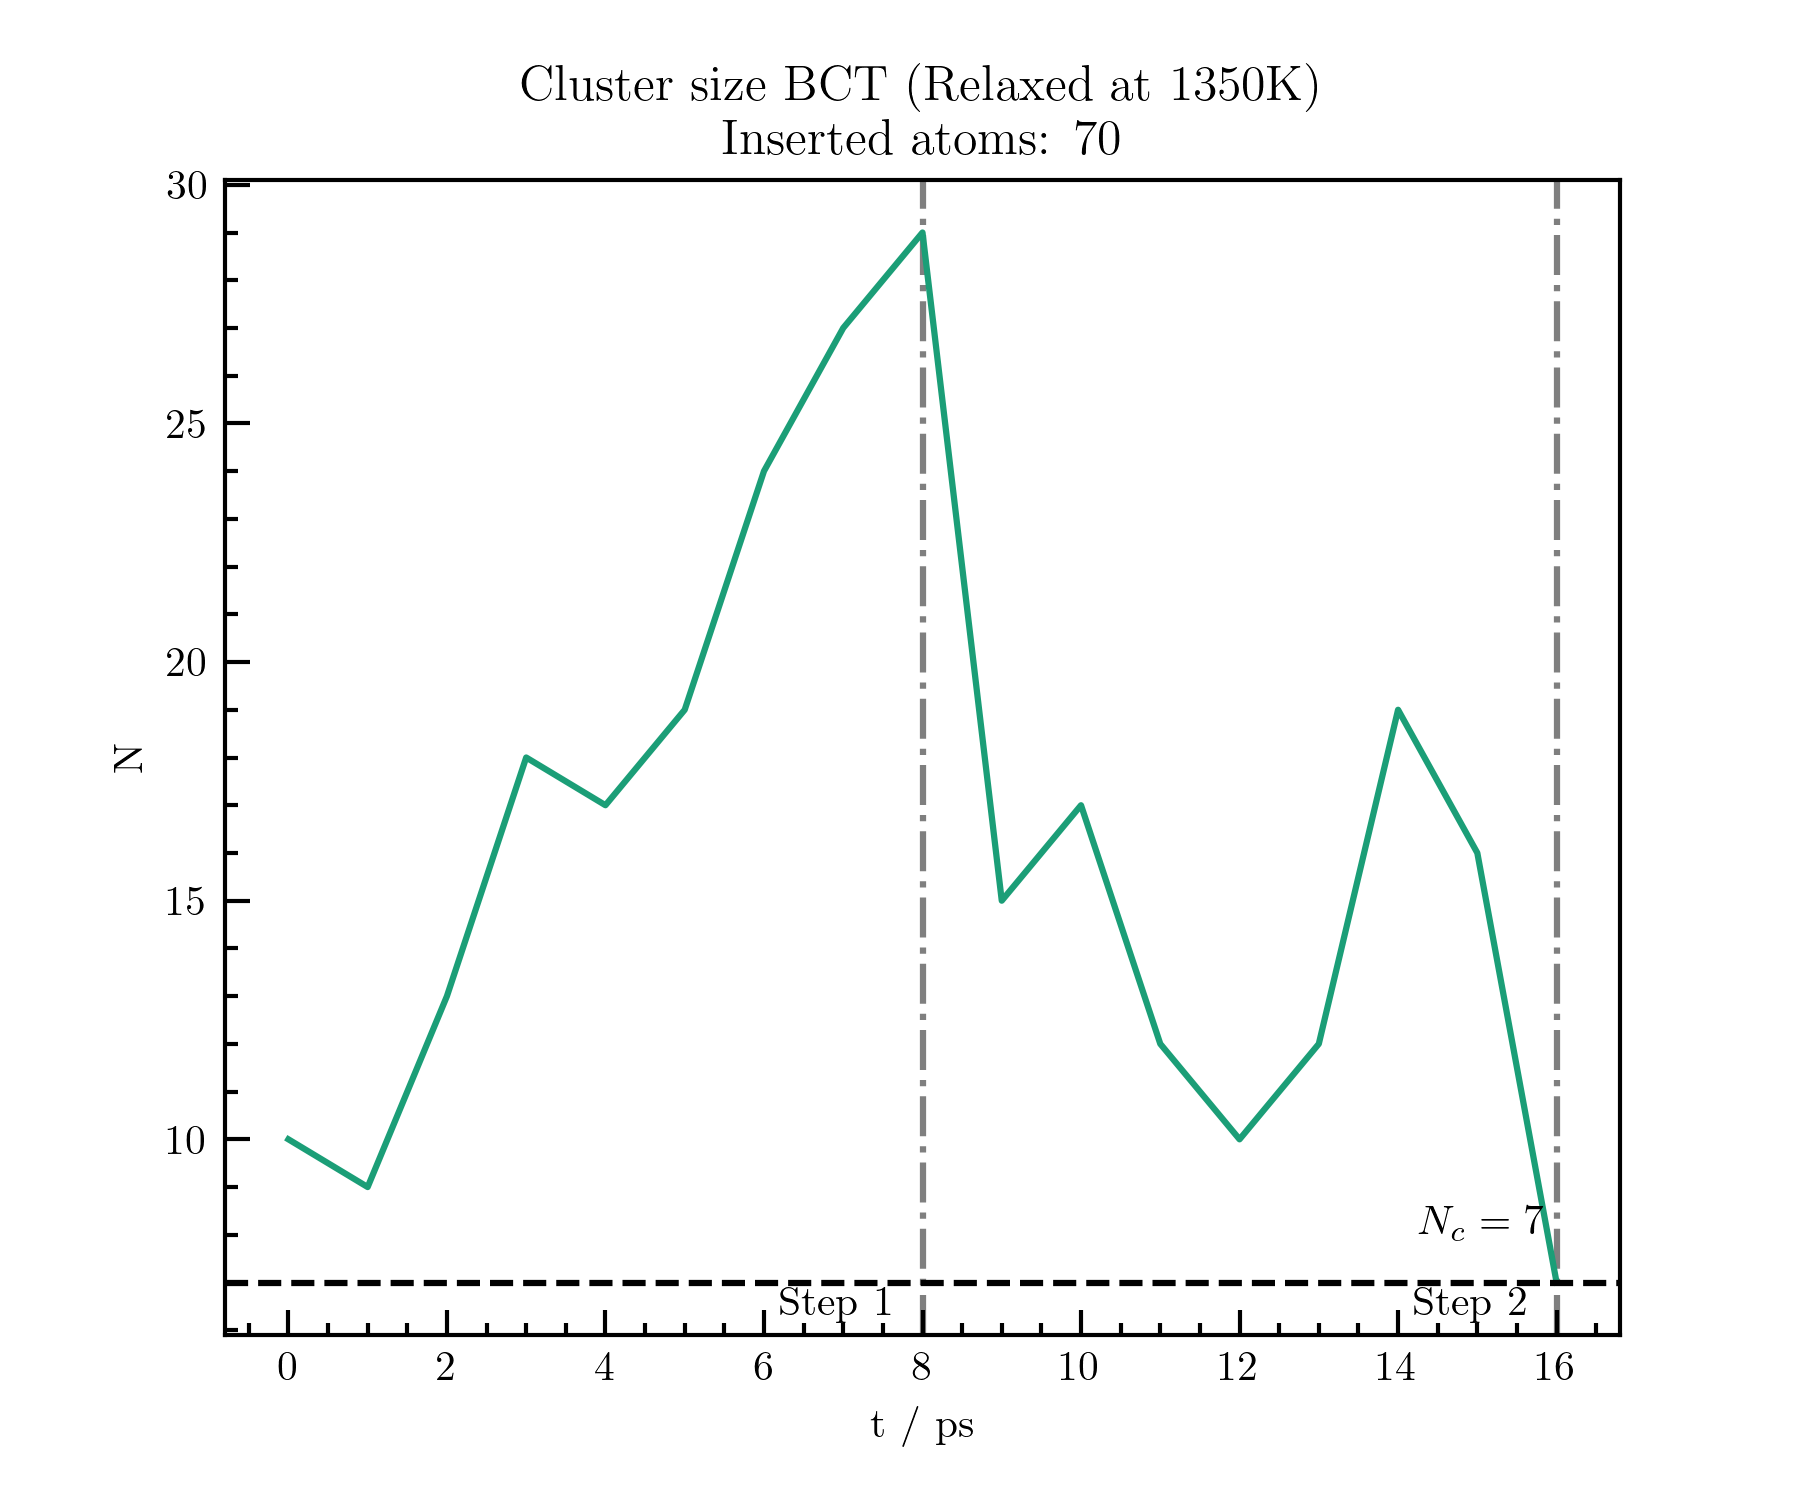 Cluster size BCT (Relaxed at 1350K)
Inserted atoms: 70
30
25
20
15
10
N
N_c = 7
Step 1
Step 2
0 2 4 6 8 10 12 14 16
t / ps